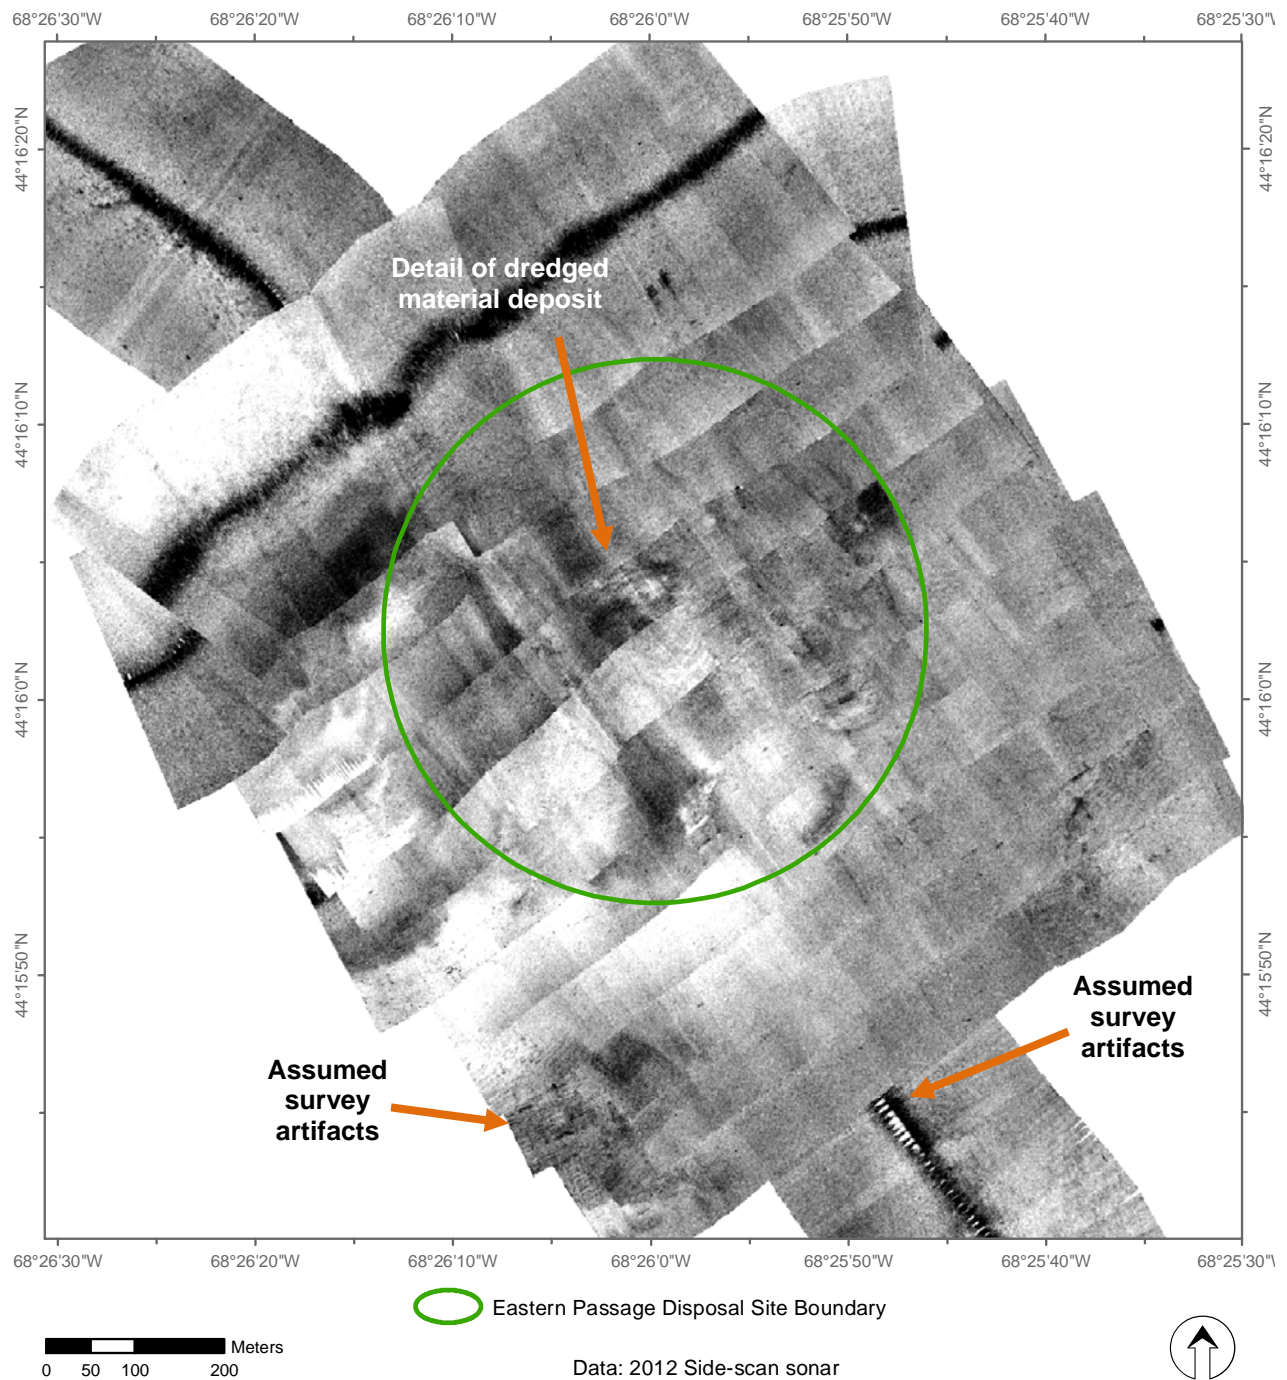 68°26'30"W 68°26'20"W 68°26'10"W 68°26'0"W 68°25'50"W 68°25'40"W 68°25'30"W
44°16'20"N 44°16'20"N
Detail of dredged
material deposit
44°16'10"N 44°16'10"N
44°16'0"N 44°16'0"N
44°15'50"N 44°15'50"N
Assumed
survey
artifacts
Assumed
survey
artifacts
68°26'30"W 68°26'20"W 68°26'10"W 68°26'0"W 68°25'50"W 68°25'40"W 68°25'30"W
Eastern Passage Disposal Site Boundary
Meters
0 50 100 200
Data: 2012 Side-scan sonar